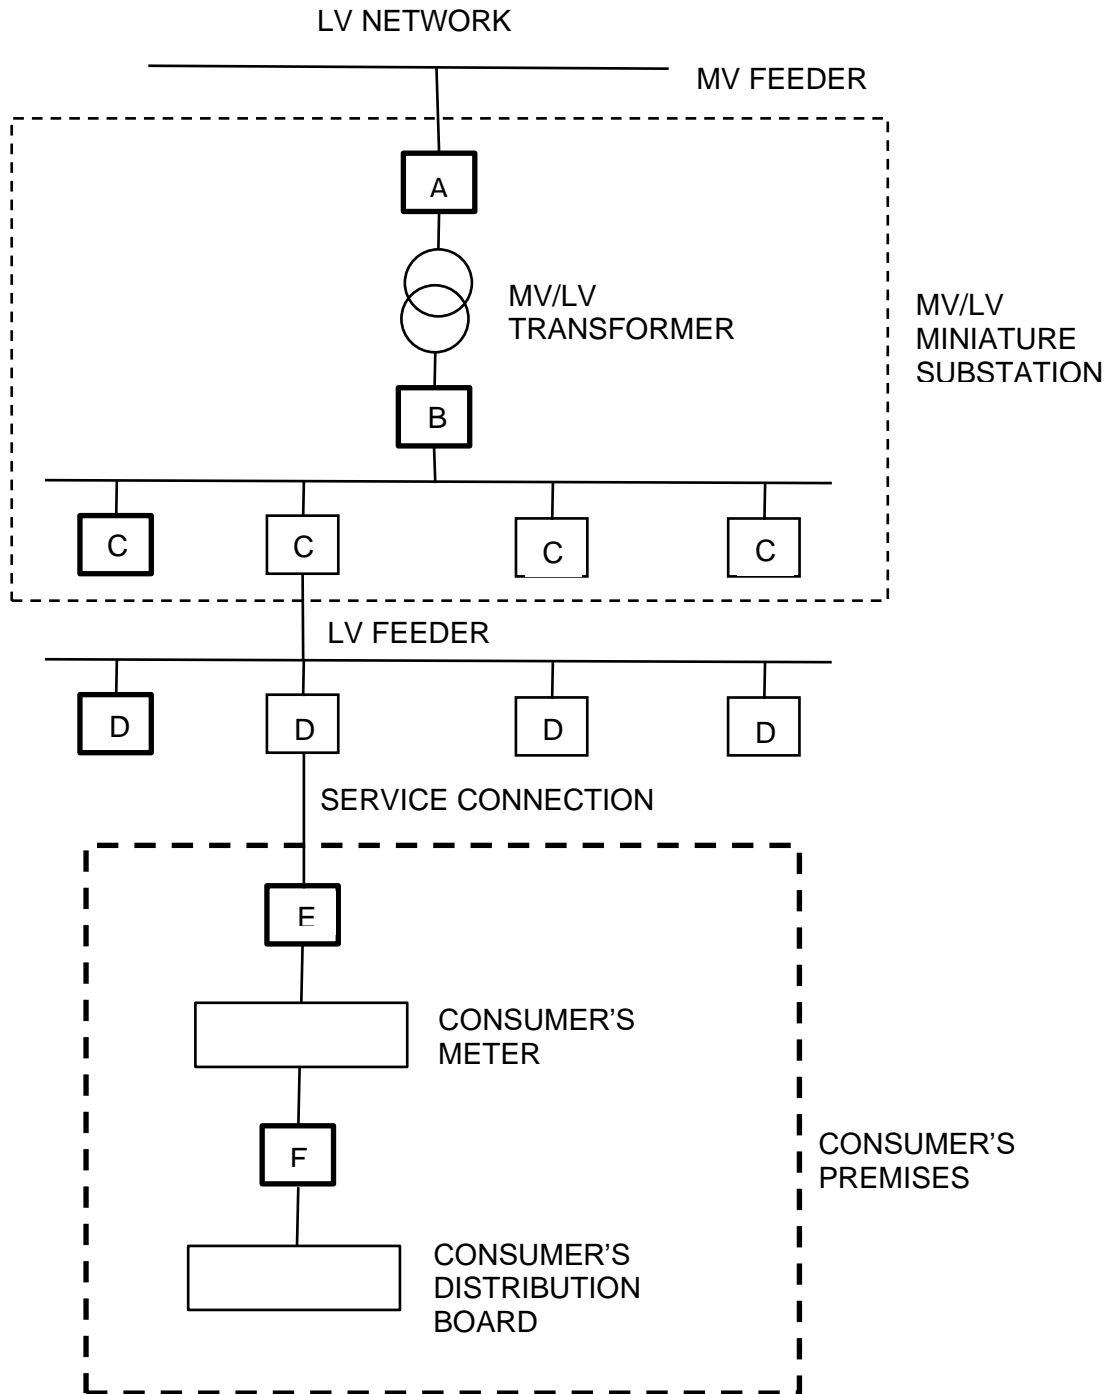 LV NETWORK
MV FEEDER
A
MV/LV
TRANSFORMER
MV/LV
MINIATURE
SUBSTATION
B
C
C
C
C
LV FEEDER
D
D
D
D
SERVICE CONNECTION
E
CONSUMER'S
METER
F
CONSUMER'S
PREMISES
CONSUMER'S
DISTRIBUTION
BOARD